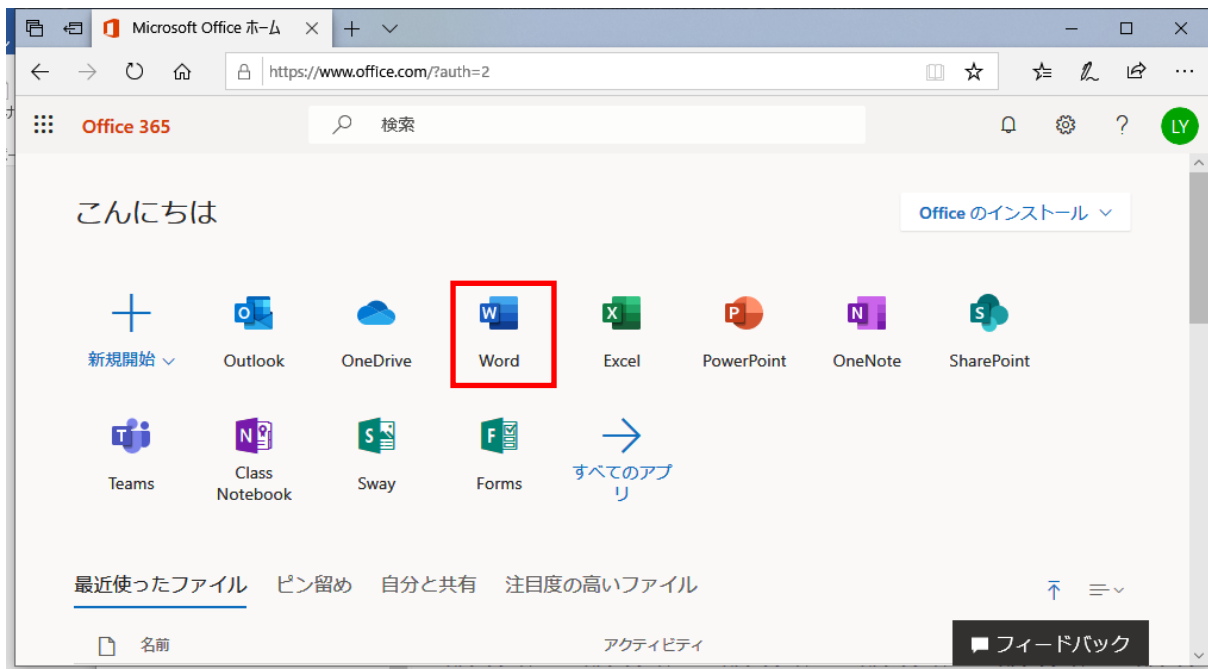 Microsoft Office ホーム
https://www.office.com/?auth=2
Office 365
検索
LY
こんにちは
Office のインストール
新規開始
Outlook
OneDrive
Word
Excel
PowerPoint
OneNote
SharePoint
Teams
Class
Notebook
Sway
Forms
すべてのアプ
リ
最近使ったファイル ピン留め 自分と共有 注目度の高いファイル
名前 アクティビティ
フィードバック